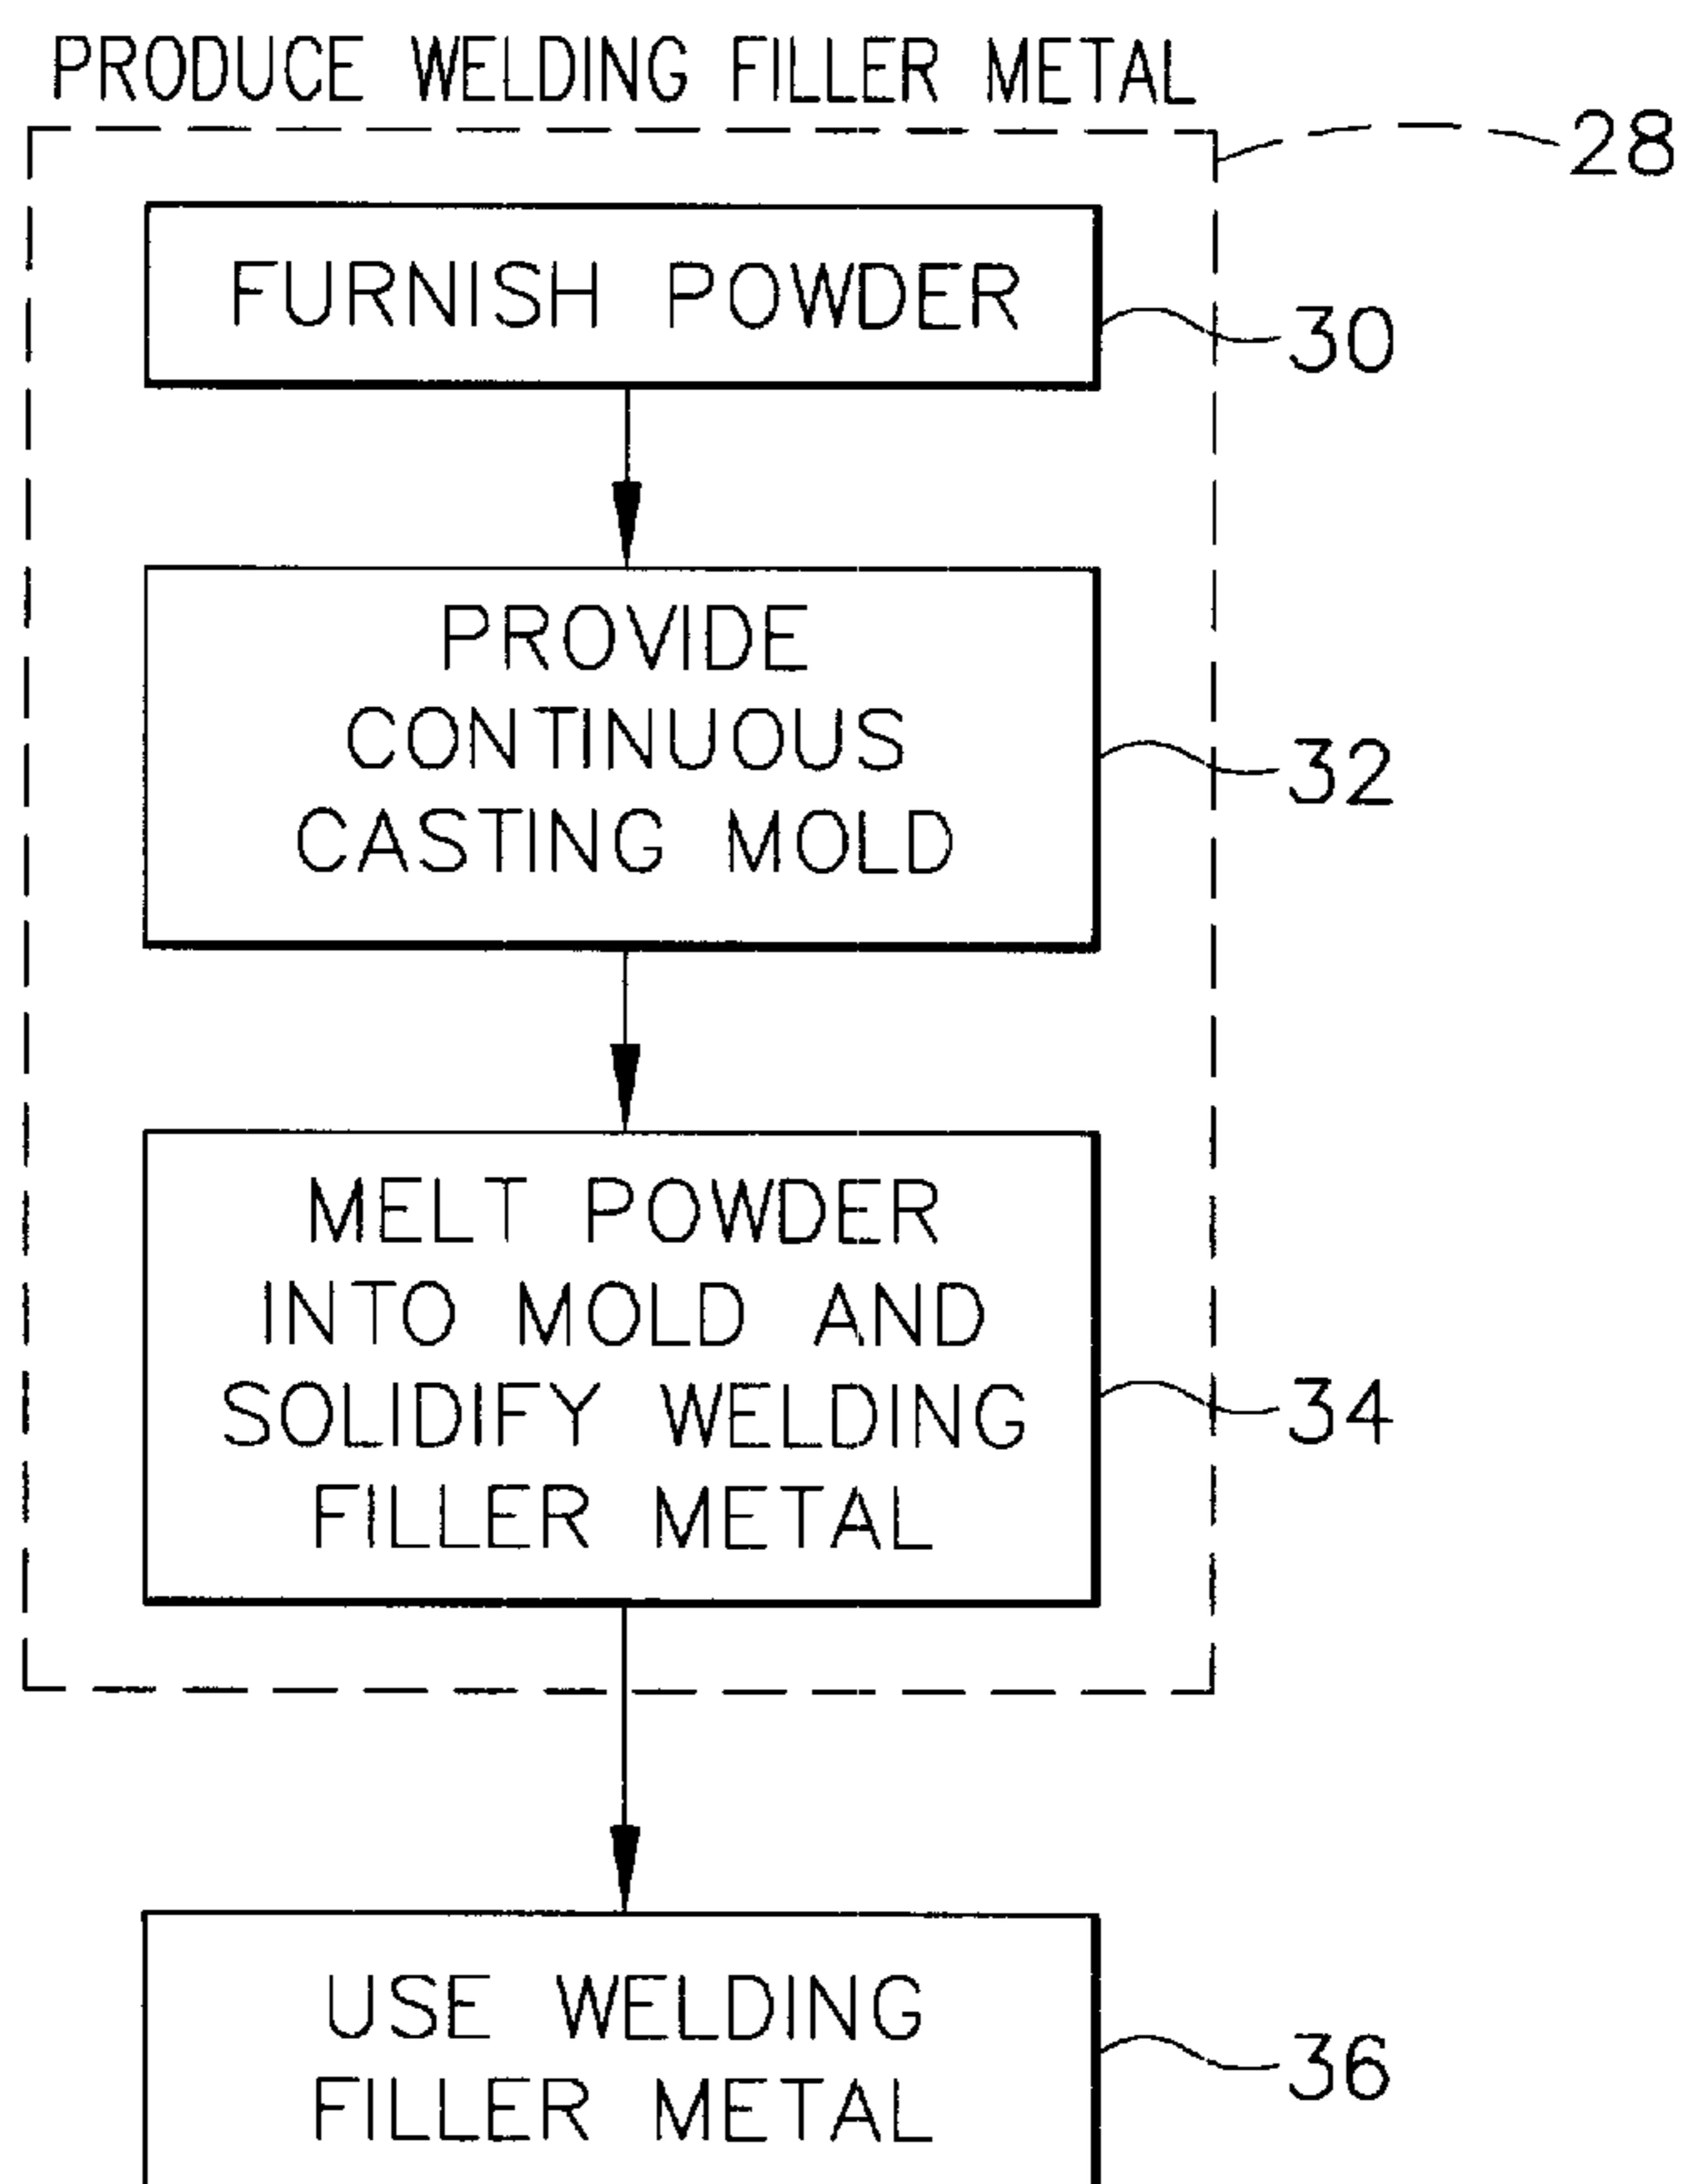 PRODUCE WELDING FILLER METAL
28
FURNISH POWDER
30
PROVIDE
CONTINUOUS
CASTING MOLD
32
MELT POWDER
INTO MOLD AND
SOLIDIFY WELDING
FILLER METAL
34
USE WELDING
FILLER METAL
36